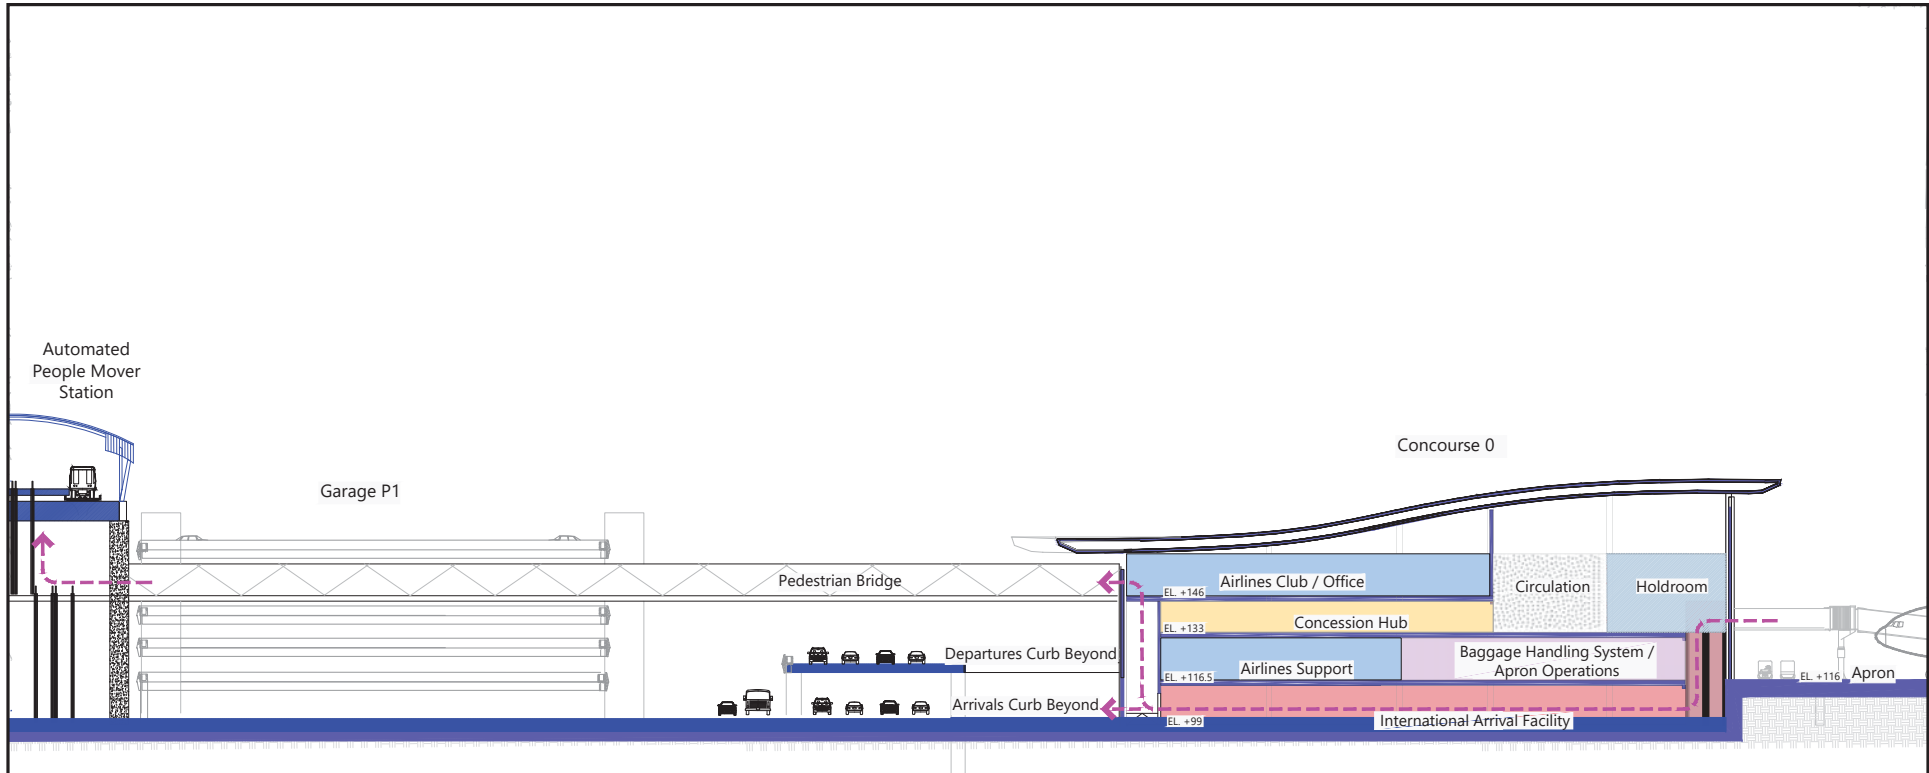 Automated
People Mover
Station
Garage P1
Concourse 0
Pedestrian Bridge
Airlines Club / Office
EL. +146
Circulation
Holdroom
Concession Hub
EL. +133
Departures Curb Beyond
Airlines Support
EL. +116.5
Baggage Handling System /
Apron Operations
EL. +116
Apron
Arrivals Curb Beyond
EL. +99
International Arrival Facility